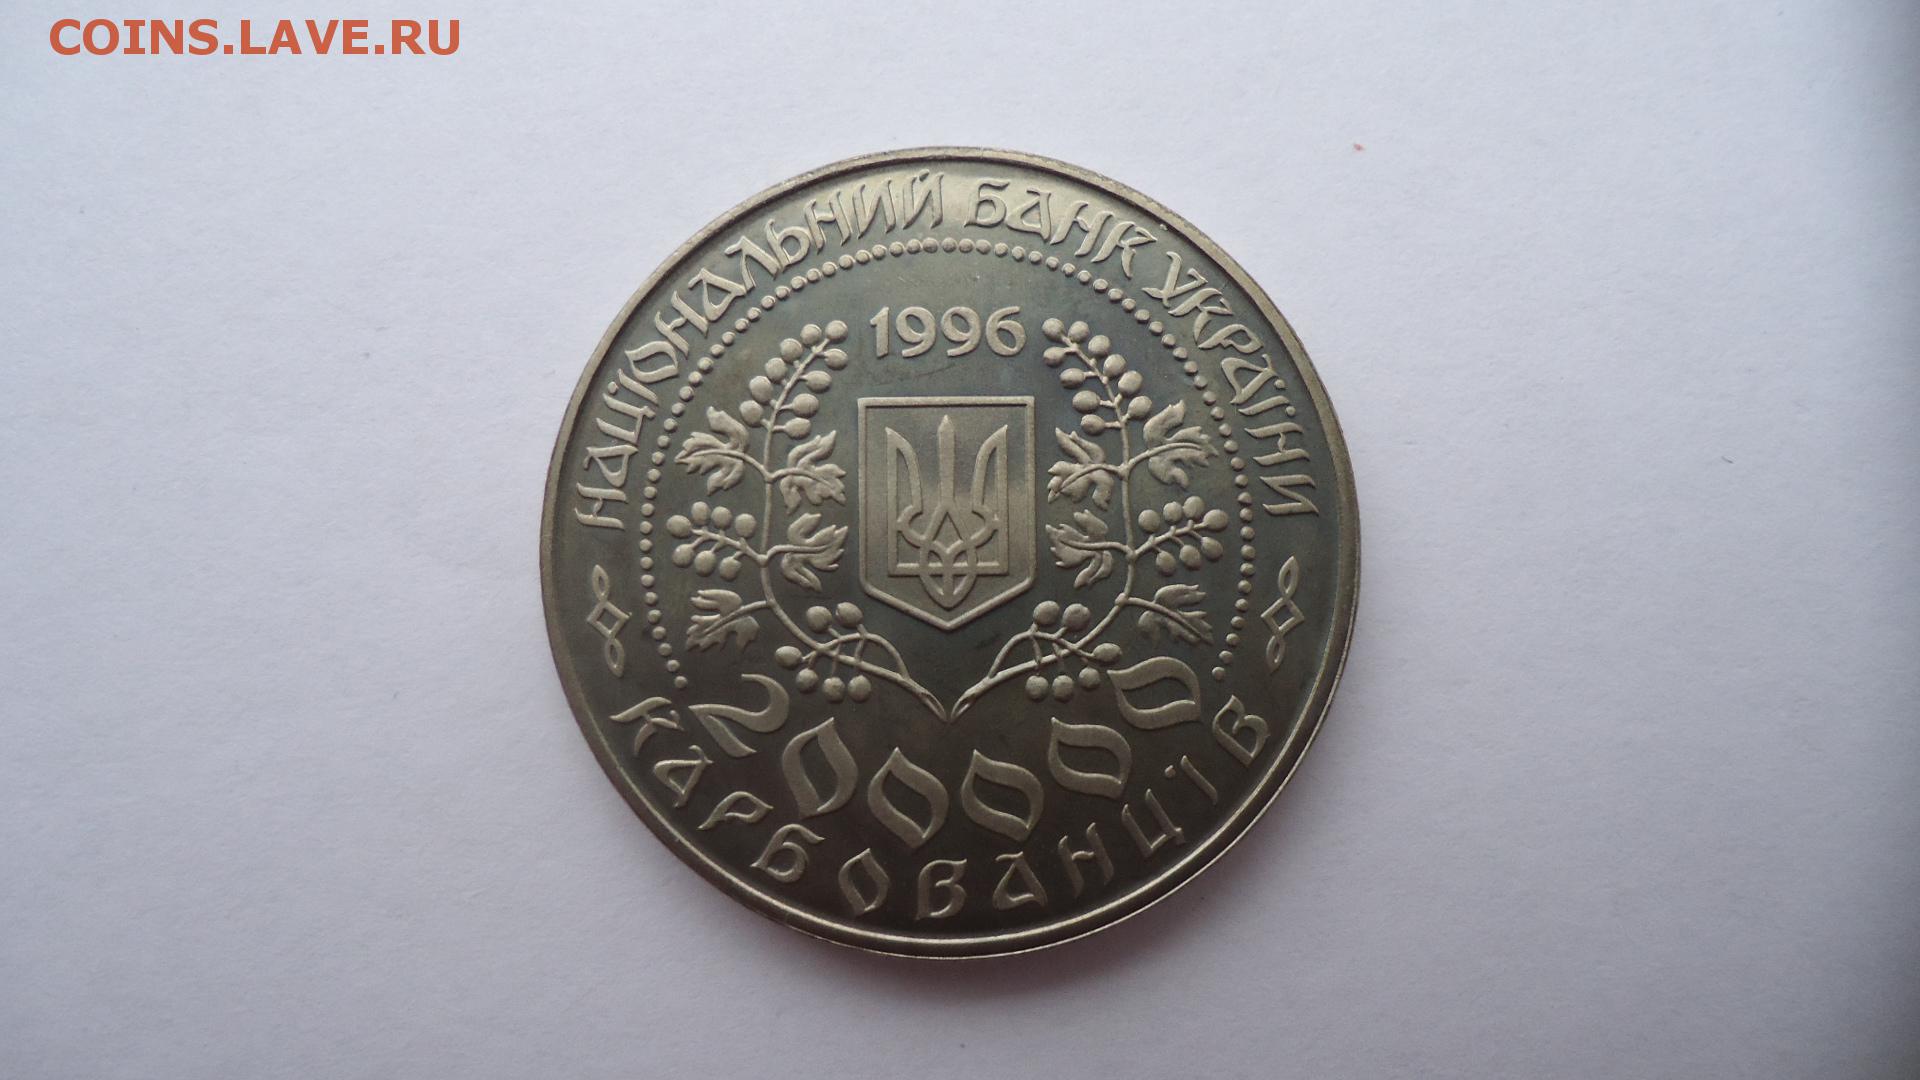 COINS.LAVE.RU
НАЦІОНАЛЬНИЙ БАНК УКРАЇНИ
1996
200000
КАРБОВАНЦІВ